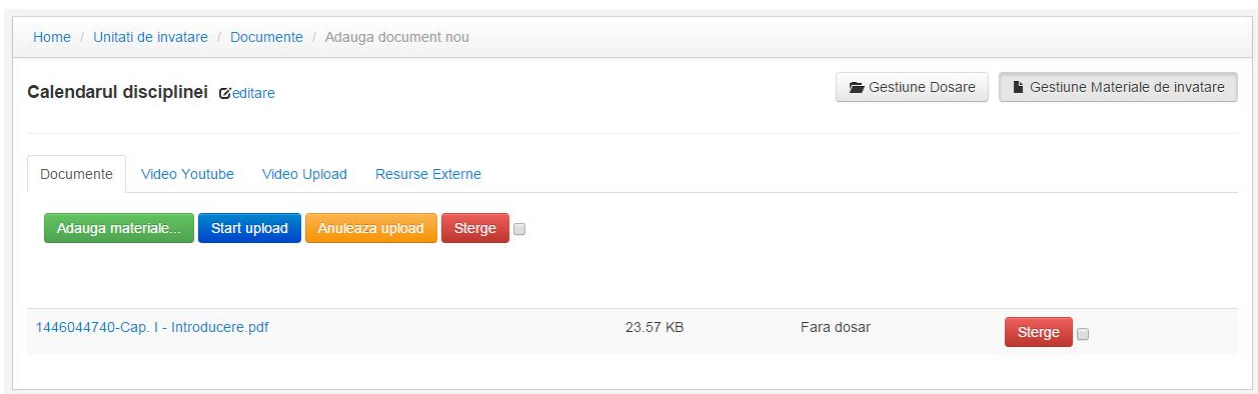 Home / Unitati de invatare / Documente / Adauga document nou
Calendarul disciplinei editare Gestiune Dosare Gestiune Materiale de invatare
Documente Video Youtube Video Upload Resurse Externe
Adauga materiale... Start upload Anuleaza upload Sterge
1446044740-Cap. I - Introducere.pdf 23.57 KB Fara dosar Sterge